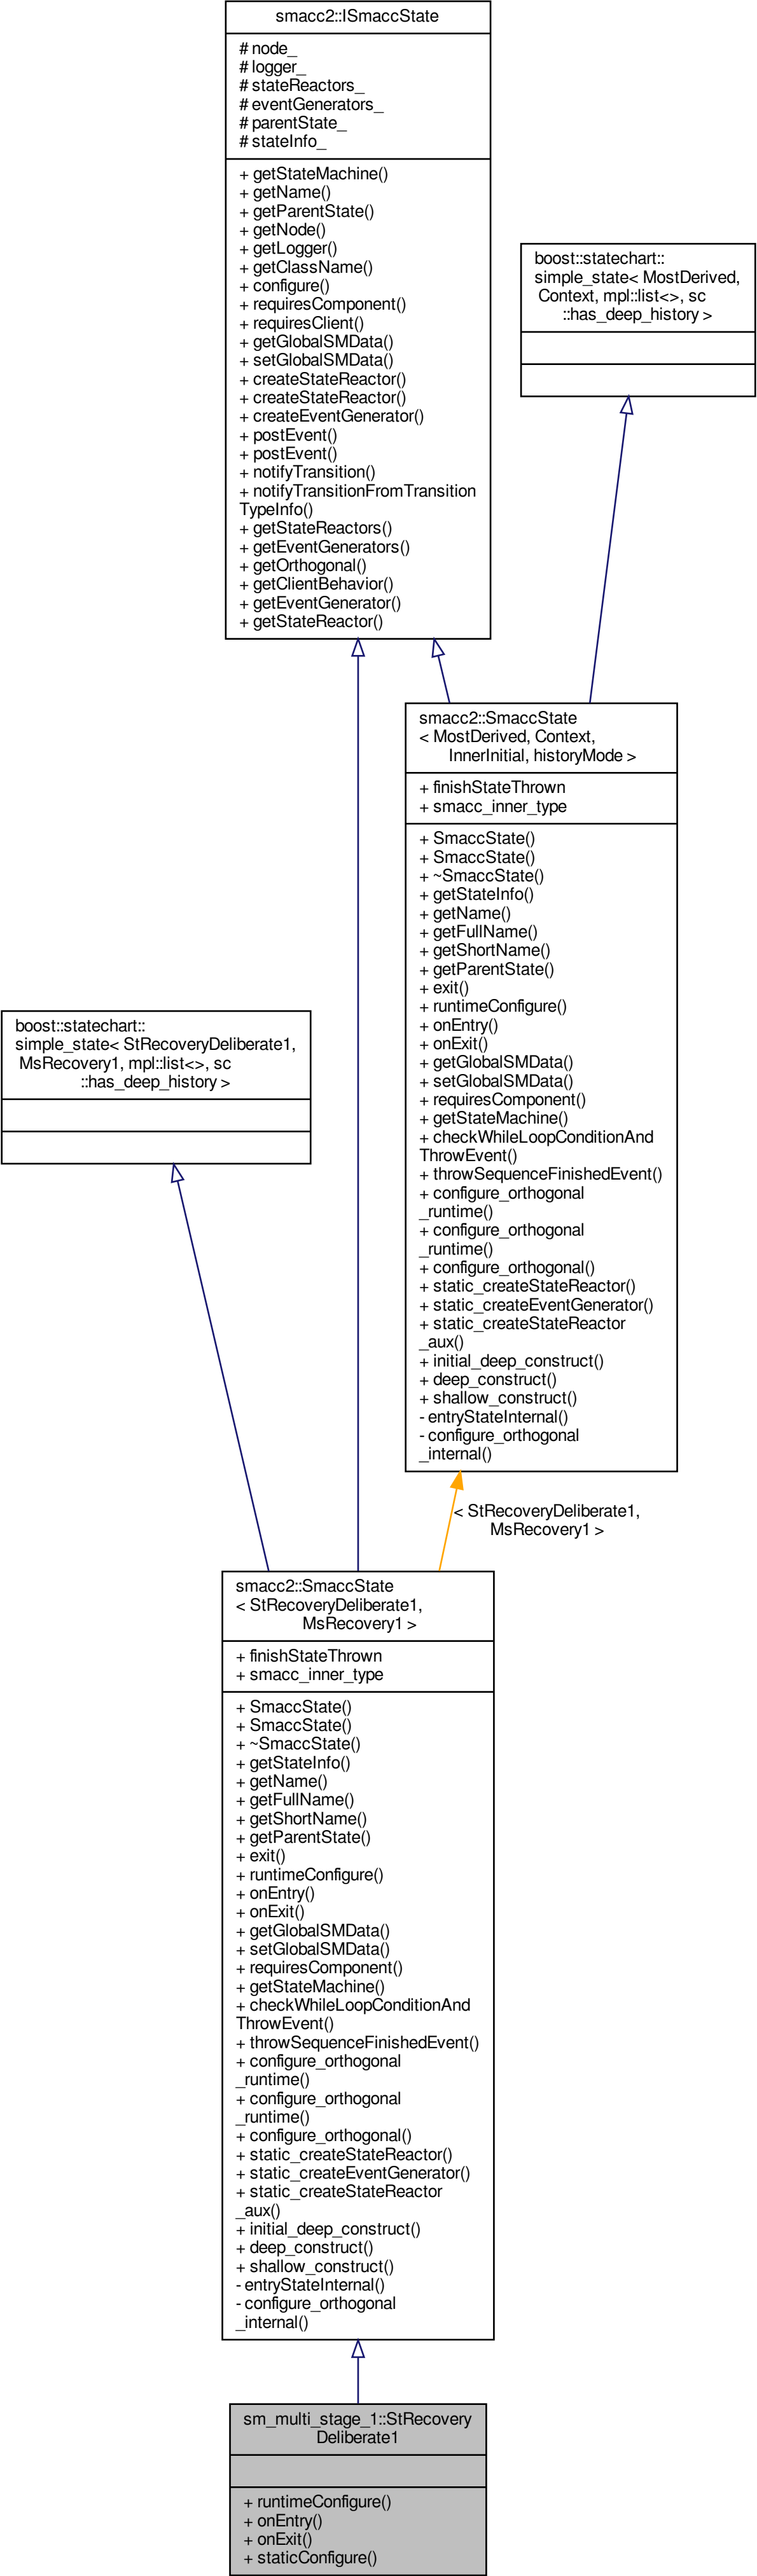 smacc2::ISmaccState
# node_
# logger_
# stateReactors_
# eventGenerators_
# parentState_
# stateInfo_
+ getStateMachine()
+ getName()
+ getParentState()
+ getNode()
+ getLogger()
+ getClassName()
+ configure()
+ requiresComponent()
+ requiresClient()
+ getGlobalSMData()
+ setGlobalSMData()
+ createStateReactor()
+ createStateReactor()
+ createEventGenerator()
+ postEvent()
+ postEvent()
+ notifyTransition()
+ notifyTransitionFromTransition
TypeInfo()
+ getStateReactors()
+ getEventGenerators()
+ getOrthogonal()
+ getClientBehavior()
+ getEventGenerator()
+ getStateReactor()
boost::statechart::
simple_state< MostDerived,
Context, mpl::list<>, sc
::has_deep_history >
smacc2::SmaccState
< MostDerived, Context,
InnerInitial, historyMode >
+ finishStateThrown
+ smacc_inner_type
+ SmaccState()
+ SmaccState()
+ ~SmaccState()
+ getStateInfo()
+ getName()
+ getFullName()
+ getShortName()
+ getParentState()
+ exit()
+ runtimeConfigure()
+ onEntry()
+ onExit()
+ getGlobalSMData()
+ setGlobalSMData()
+ requiresComponent()
+ getStateMachine()
+ checkWhileLoopConditionAnd
ThrowEvent()
+ throwSequenceFinishedEvent()
+ configure_orthogonal
_runtime()
+ configure_orthogonal
_runtime()
+ configure_orthogonal()
+ static_createStateReactor()
+ static_createEventGenerator()
+ static_createStateReactor
_aux()
+ initial_deep_construct()
+ deep_construct()
+ shallow_construct()
- entryStateInternal()
- configure_orthogonal
_internal()
boost::statechart::
simple_state< StRecoveryDeliberate1,
MsRecovery1, mpl::list<>, sc
::has_deep_history >
< StRecoveryDeliberate1,
MsRecovery1 >
smacc2::SmaccState
< StRecoveryDeliberate1,
MsRecovery1 >
+ finishStateThrown
+ smacc_inner_type
+ SmaccState()
+ SmaccState()
+ ~SmaccState()
+ getStateInfo()
+ getName()
+ getFullName()
+ getShortName()
+ getParentState()
+ exit()
+ runtimeConfigure()
+ onEntry()
+ onExit()
+ getGlobalSMData()
+ setGlobalSMData()
+ requiresComponent()
+ getStateMachine()
+ checkWhileLoopConditionAnd
ThrowEvent()
+ throwSequenceFinishedEvent()
+ configure_orthogonal
_runtime()
+ configure_orthogonal
_runtime()
+ configure_orthogonal()
+ static_createStateReactor()
+ static_createEventGenerator()
+ static_createStateReactor
_aux()
+ initial_deep_construct()
+ deep_construct()
+ shallow_construct()
- entryStateInternal()
- configure_orthogonal
_internal()
sm_multi_stage_1::StRecovery
Deliberate1
+ runtimeConfigure()
+ onEntry()
+ onExit()
+ staticConfigure()